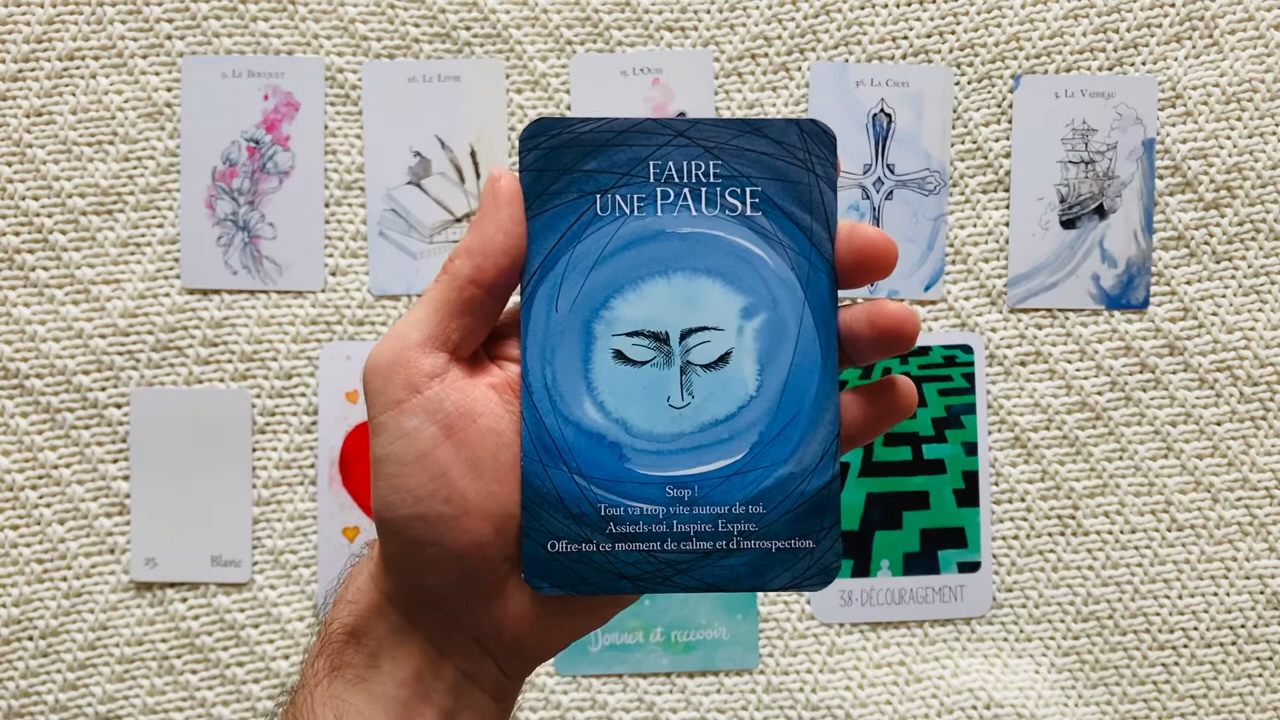 9. Le Bouquet
26. Le Livre
15. L'Ours
36. La Croix
3. Le Vaisseau
FAIRE
UNE PAUSE
Stop !
Tout va trop vite autour de toi.
Assieds-toi. Inspire. Expire.
Offre-toi ce moment de calme et d'introspection.
25 Blanc
38·DÉCOURAGEMENT
Donner et recevoir